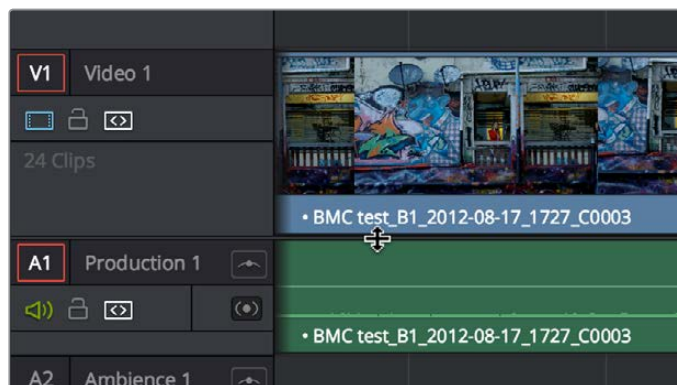 V1 Video 1
24 Clips
• BMC test_B1_2012-08-17_1727_C0003
A1 Production 1
• BMC test_B1_2012-08-17_1727_C0003
A2 Ambience 1